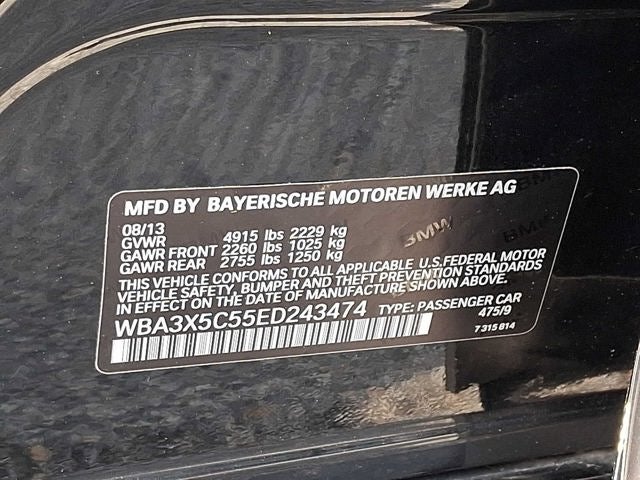 MFD BY BAYERISCHE MOTOREN WERKE AG
08/13
GVWR 4915 lbs 2229 kg
GAWR FRONT 2260 lbs 1025 kg
GAWR REAR 2755 lbs 1250 kg
THIS VEHICLE CONFORMS TO ALL APPLICABLE U.S.FEDERAL MOTOR
VEHICLE SAFETY, BUMPER AND THEFT PREVENTION STANDARDS
IN EFFECT ON THE DATE OF MANUFACTURE SHOWN ABOVE.
WBA3X5C55ED243474 TYPE: PASSENGER CAR
475/9
7 315 814
BMW